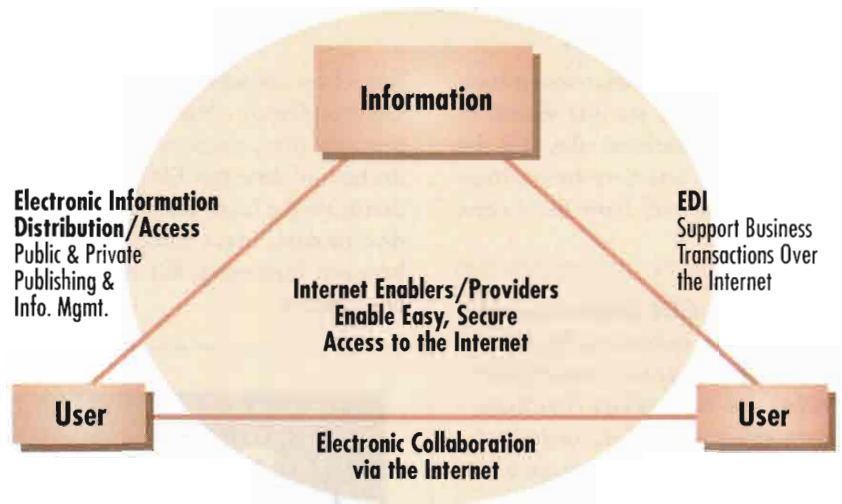 Information
Electronic Information
Distribution/Access
Public & Private
Publishing &
Info. Mgmt.
EDI
Support Business
Transactions Over
the Internet
Internet Enablers/Providers
Enable Easy, Secure
Access to the Internet
User
User
Electronic Collaboration
via the Internet